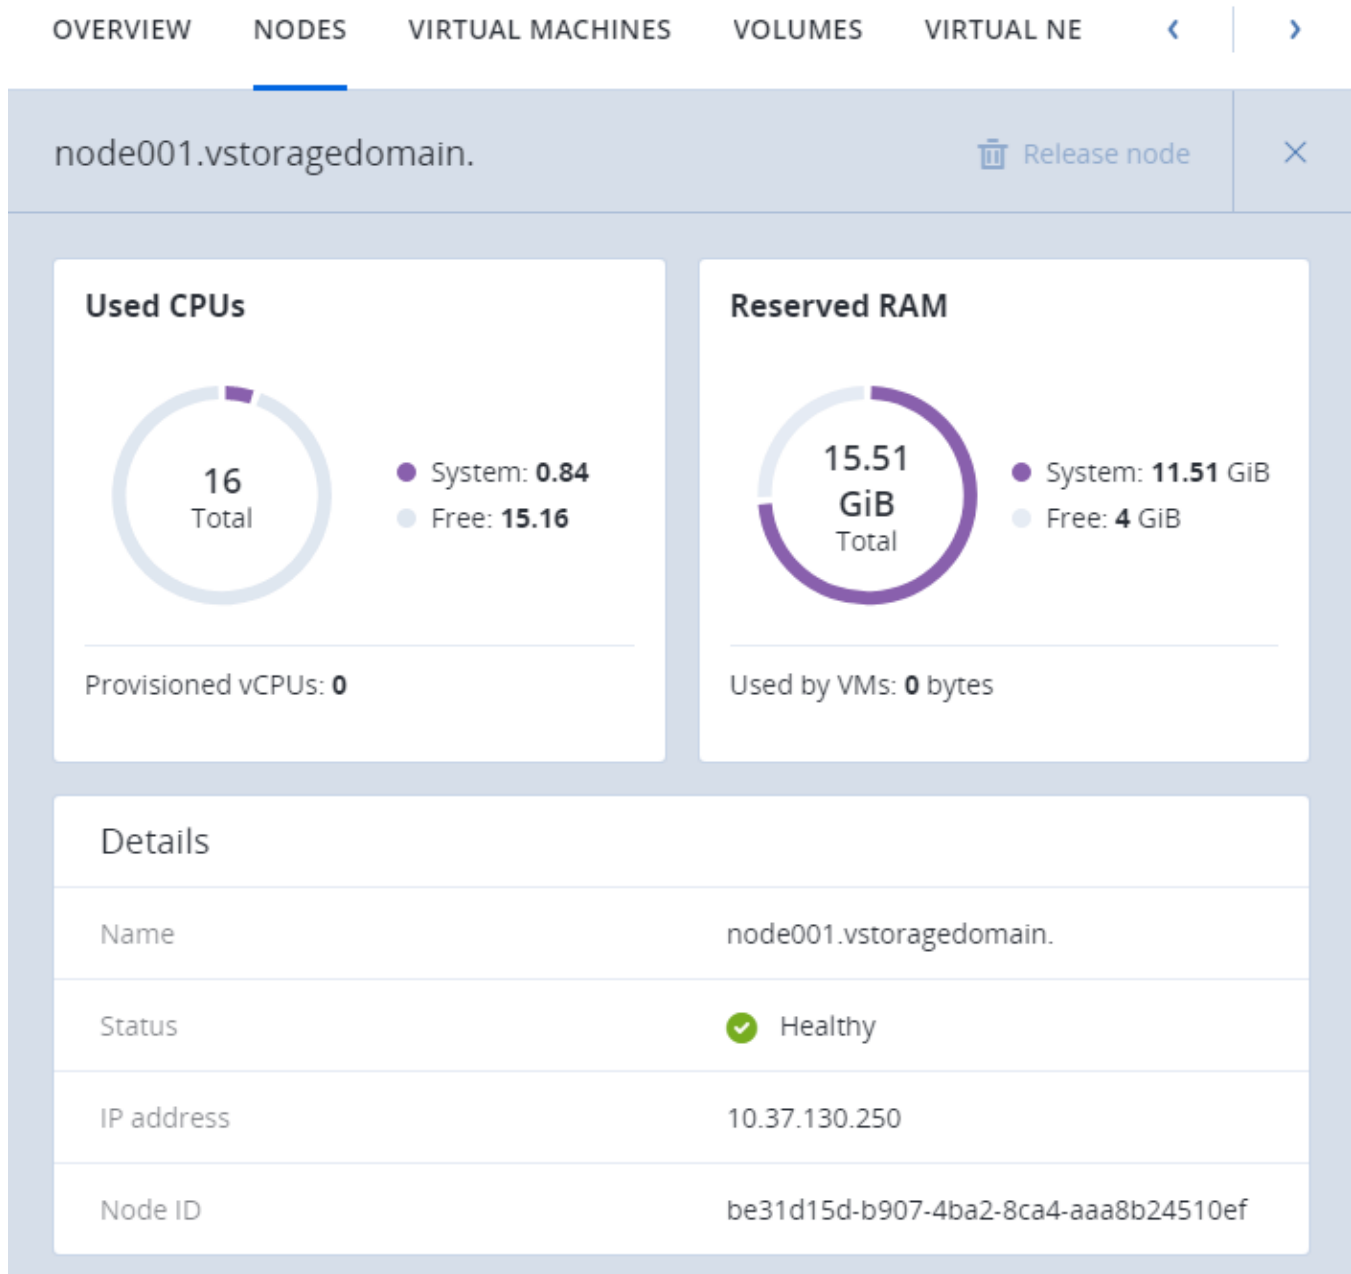 OVERVIEW NODES VIRTUAL MACHINES VOLUMES VIRTUAL NE
node001.vstoragedomain. Release node
Used CPUs
16
Total
System: 0.84
Free: 15.16
Provisioned vCPUs: 0
Reserved RAM
15.51
GiB
Total
System: 11.51 GiB
Free: 4 GiB
Used by VMs: 0 bytes
Details
Name node001.vstoragedomain.
Status Healthy
IP address 10.37.130.250
Node ID be31d15d-b907-4ba2-8ca4-aaa8b24510ef